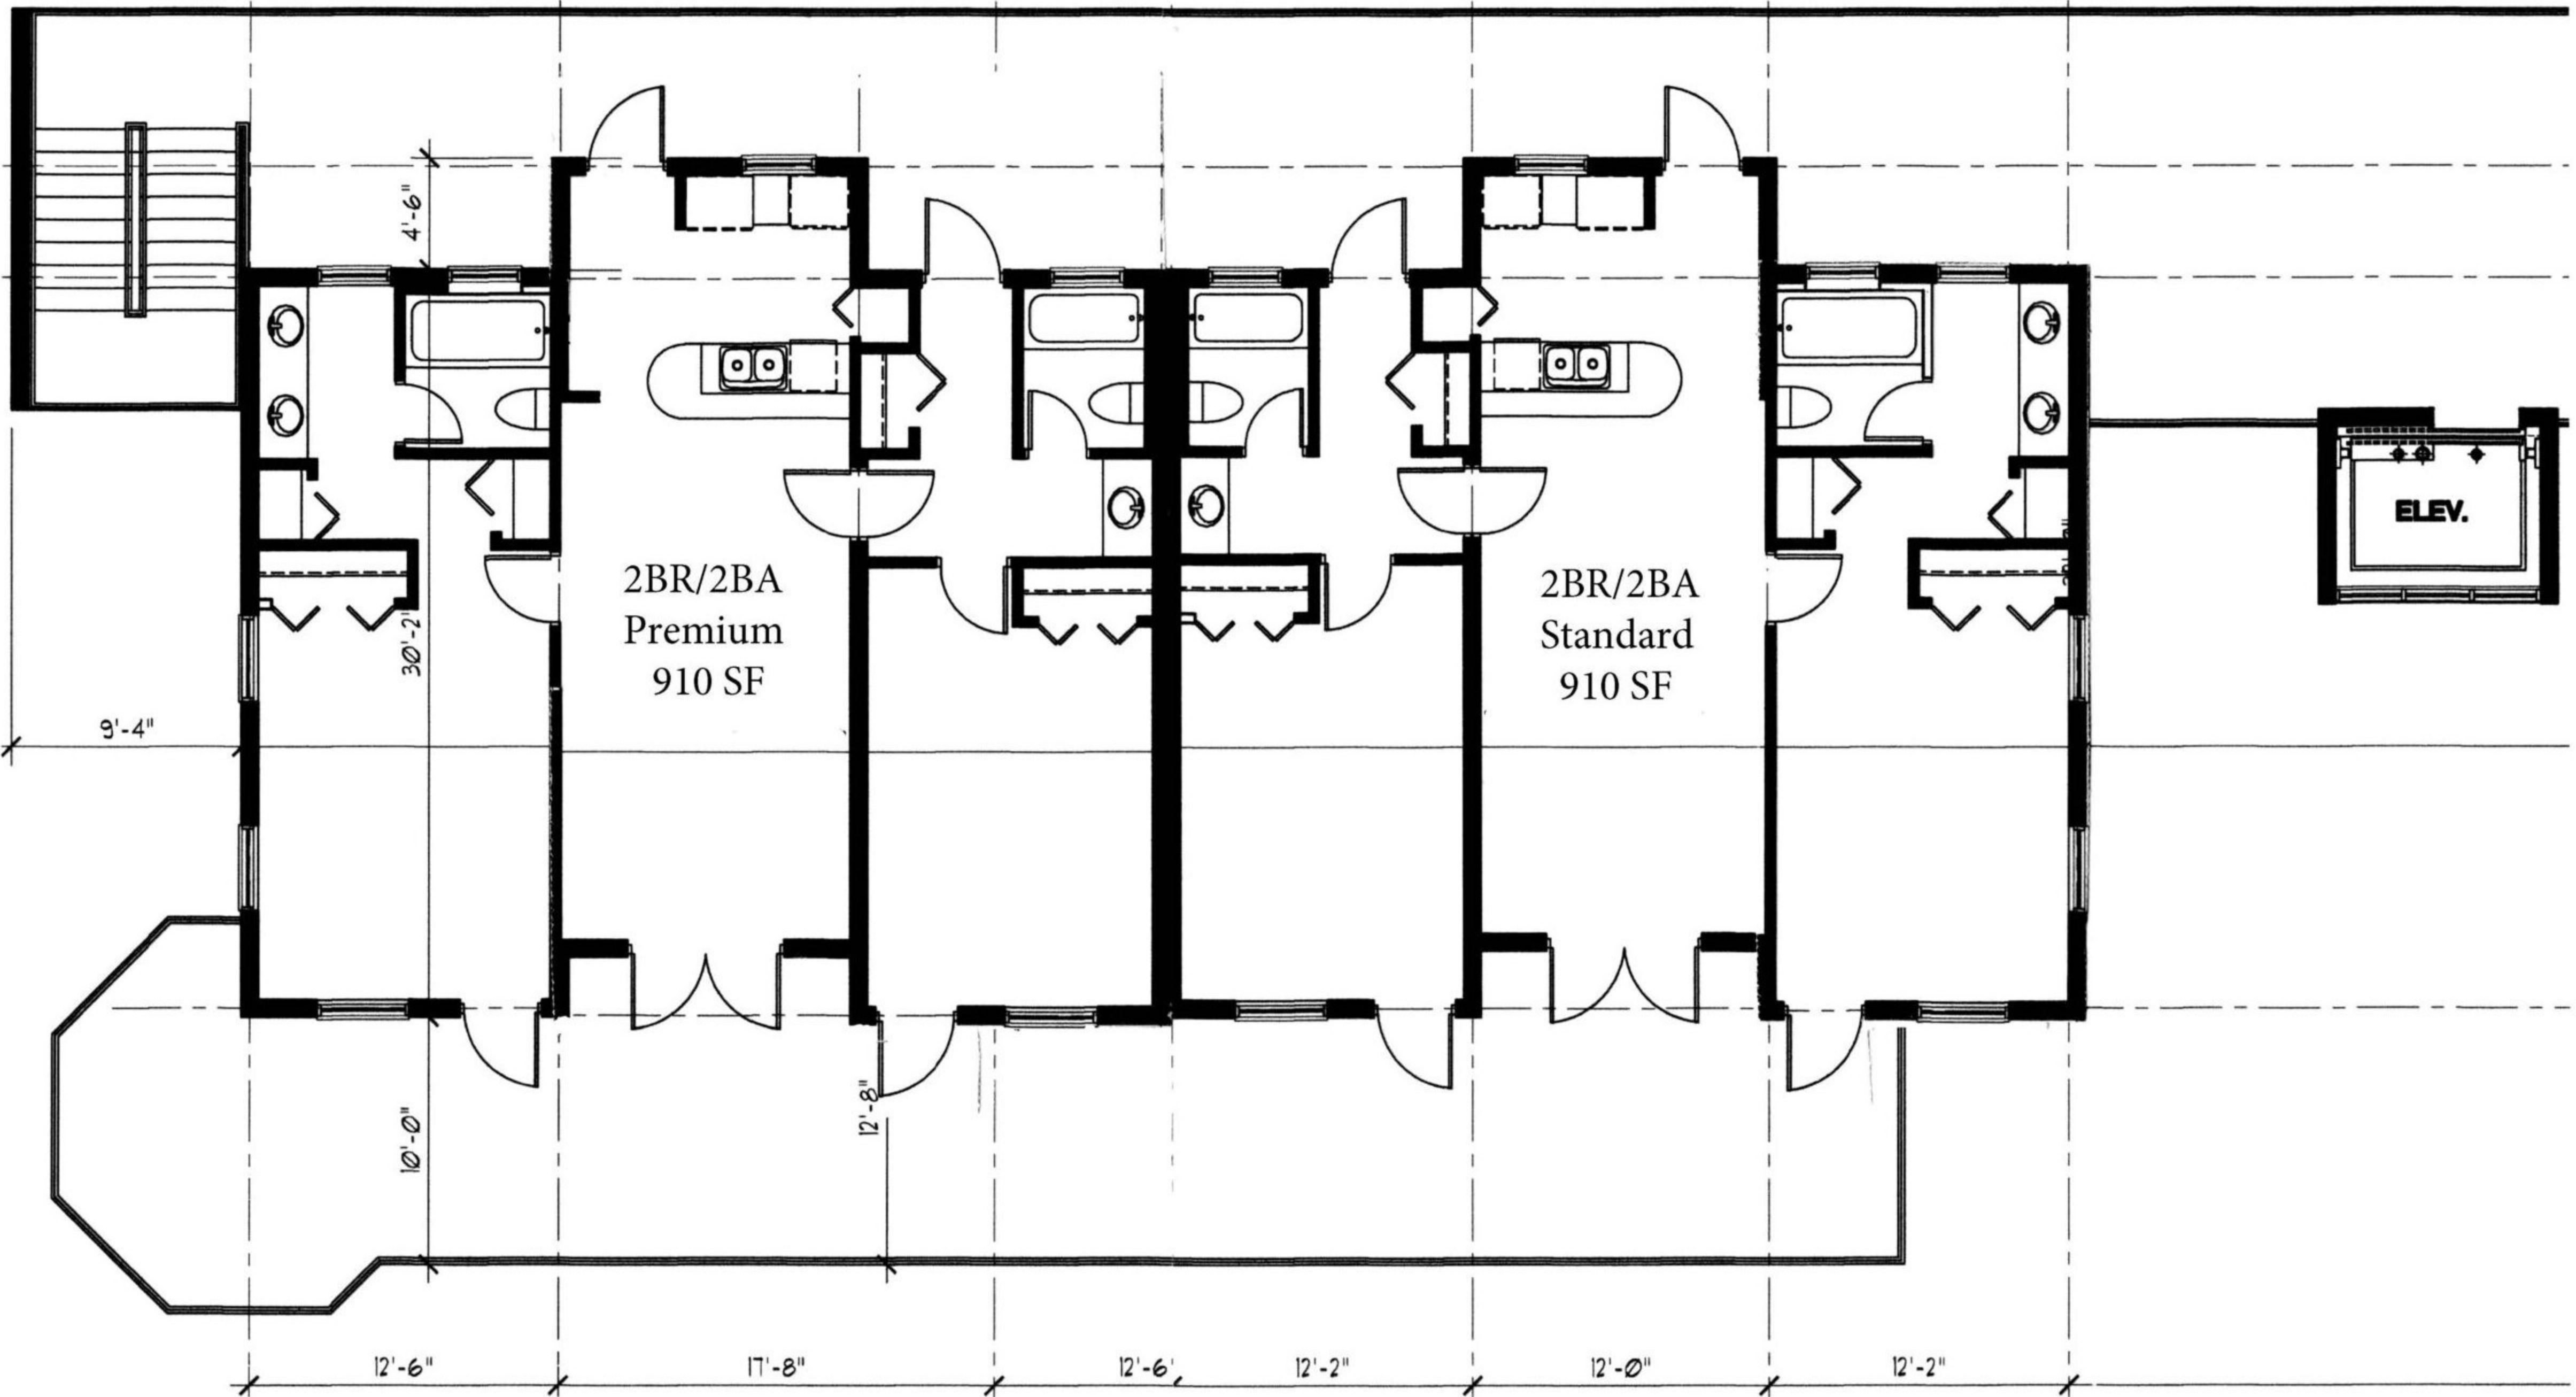 4'-6"
ELEV.
2BR/2BA
Premium
910 SF
2BR/2BA
Standard
910 SF
30'-2"
9'-4"
10'-0"
12'-8"
12'-6"
17'-8"
12'-6
12'-2"
12'-0"
12'-2"